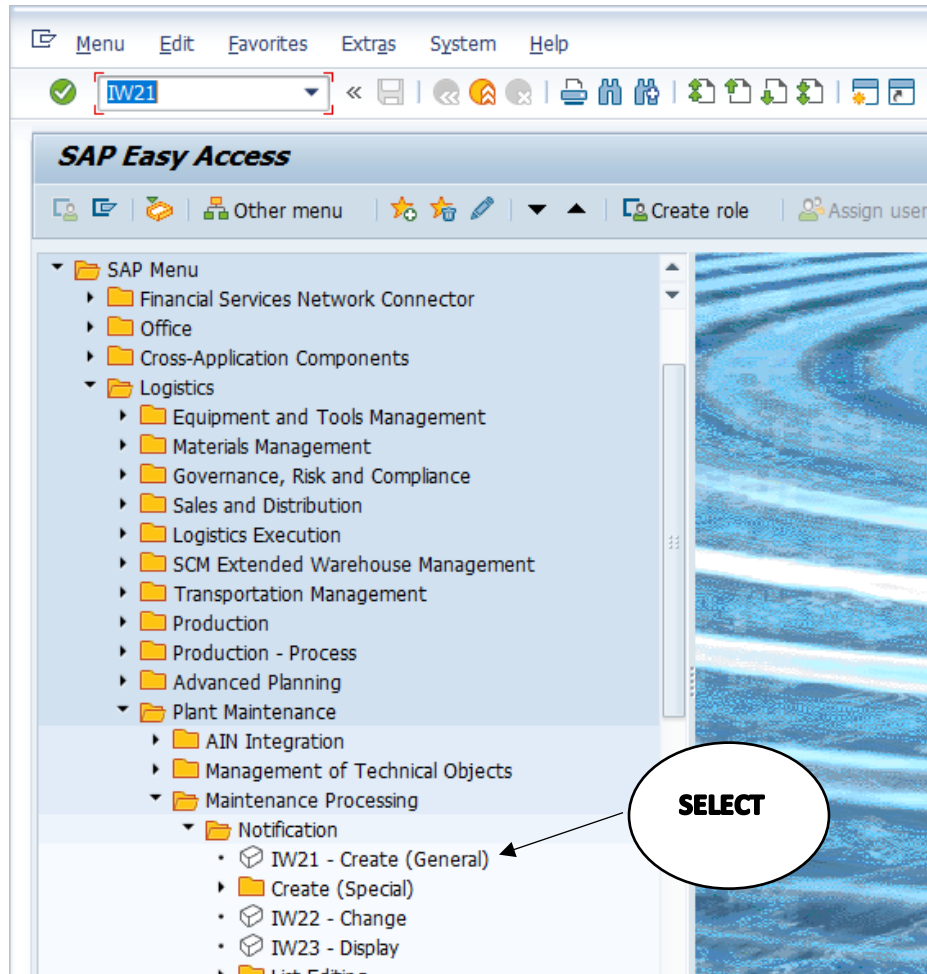 Menu Edit Favorites Extras System Help
IW21
SAP Easy Access
Other menu Create role Assign user
SAP Menu
Financial Services Network Connector
Office
Cross-Application Components
Logistics
Equipment and Tools Management
Materials Management
Governance, Risk and Compliance
Sales and Distribution
Logistics Execution
SCM Extended Warehouse Management
Transportation Management
Production
Production - Process
Advanced Planning
Plant Maintenance
AIN Integration
Management of Technical Objects
Maintenance Processing
SELECT
Notification
IW21 - Create (General)
Create (Special)
IW22 - Change
IW23 - Display
List Editing